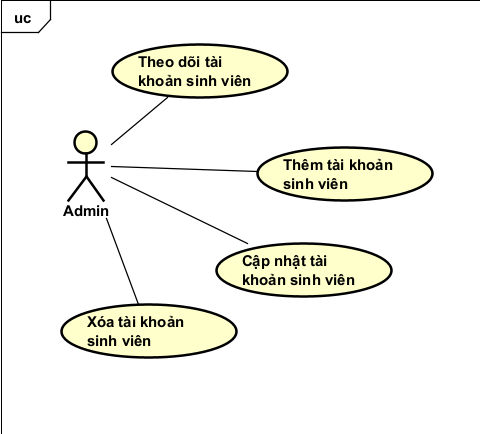 uc
Theo dõi tài
khoản sinh viên
Thêm tài khoản
sinh viên
Admin
Cập nhật tài
khoản sinh viên
Xóa tài khoản
sinh viên